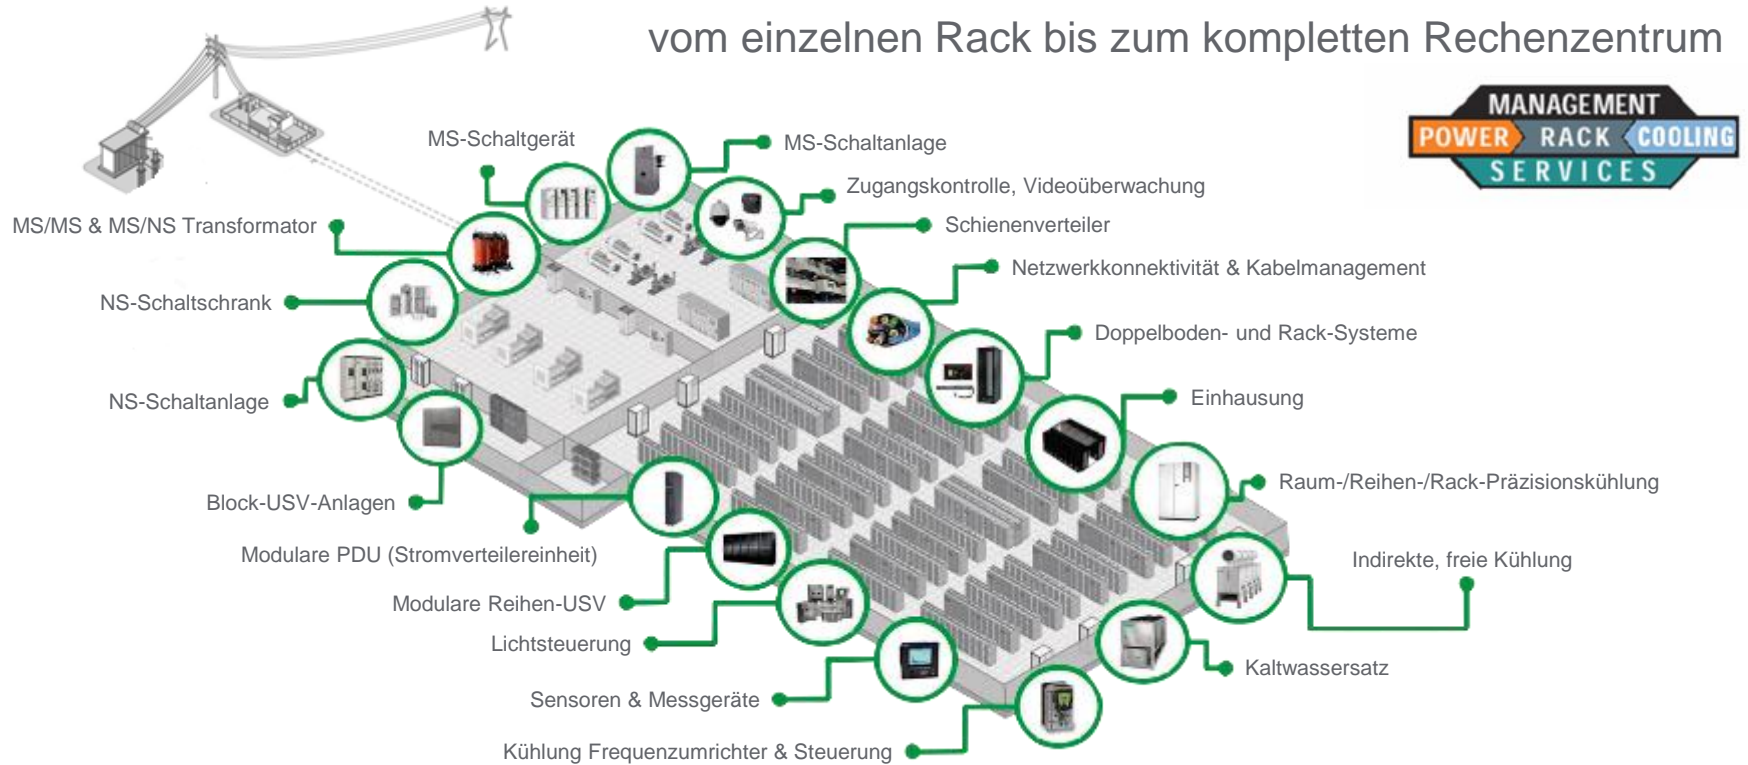 vom einzelnen Rack bis zum kompletten Rechenzentrum
MANAGEMENT
POWER RACK COOLING
SERVICES
MS-Schaltgerät
MS-Schaltanlage
Zugangskontrolle, Videoüberwachung
MS/MS & MS/NS Transformator
Schienenverteiler
Netzwerkkonnektivität & Kabelmanagement
NS-Schaltschrank
Doppelboden- und Rack-Systeme
NS-Schaltanlage
Einhausung
Block-USV-Anlagen
Raum-/Reihen-/Rack-Präzisionskühlung
Modulare PDU (Stromverteilereinheit)
Indirekte, freie Kühlung
Modulare Reihen-USV
Lichtsteuerung
Kaltwassersatz
Sensoren & Messgeräte
Kühlung Frequenzumrichter & Steuerung